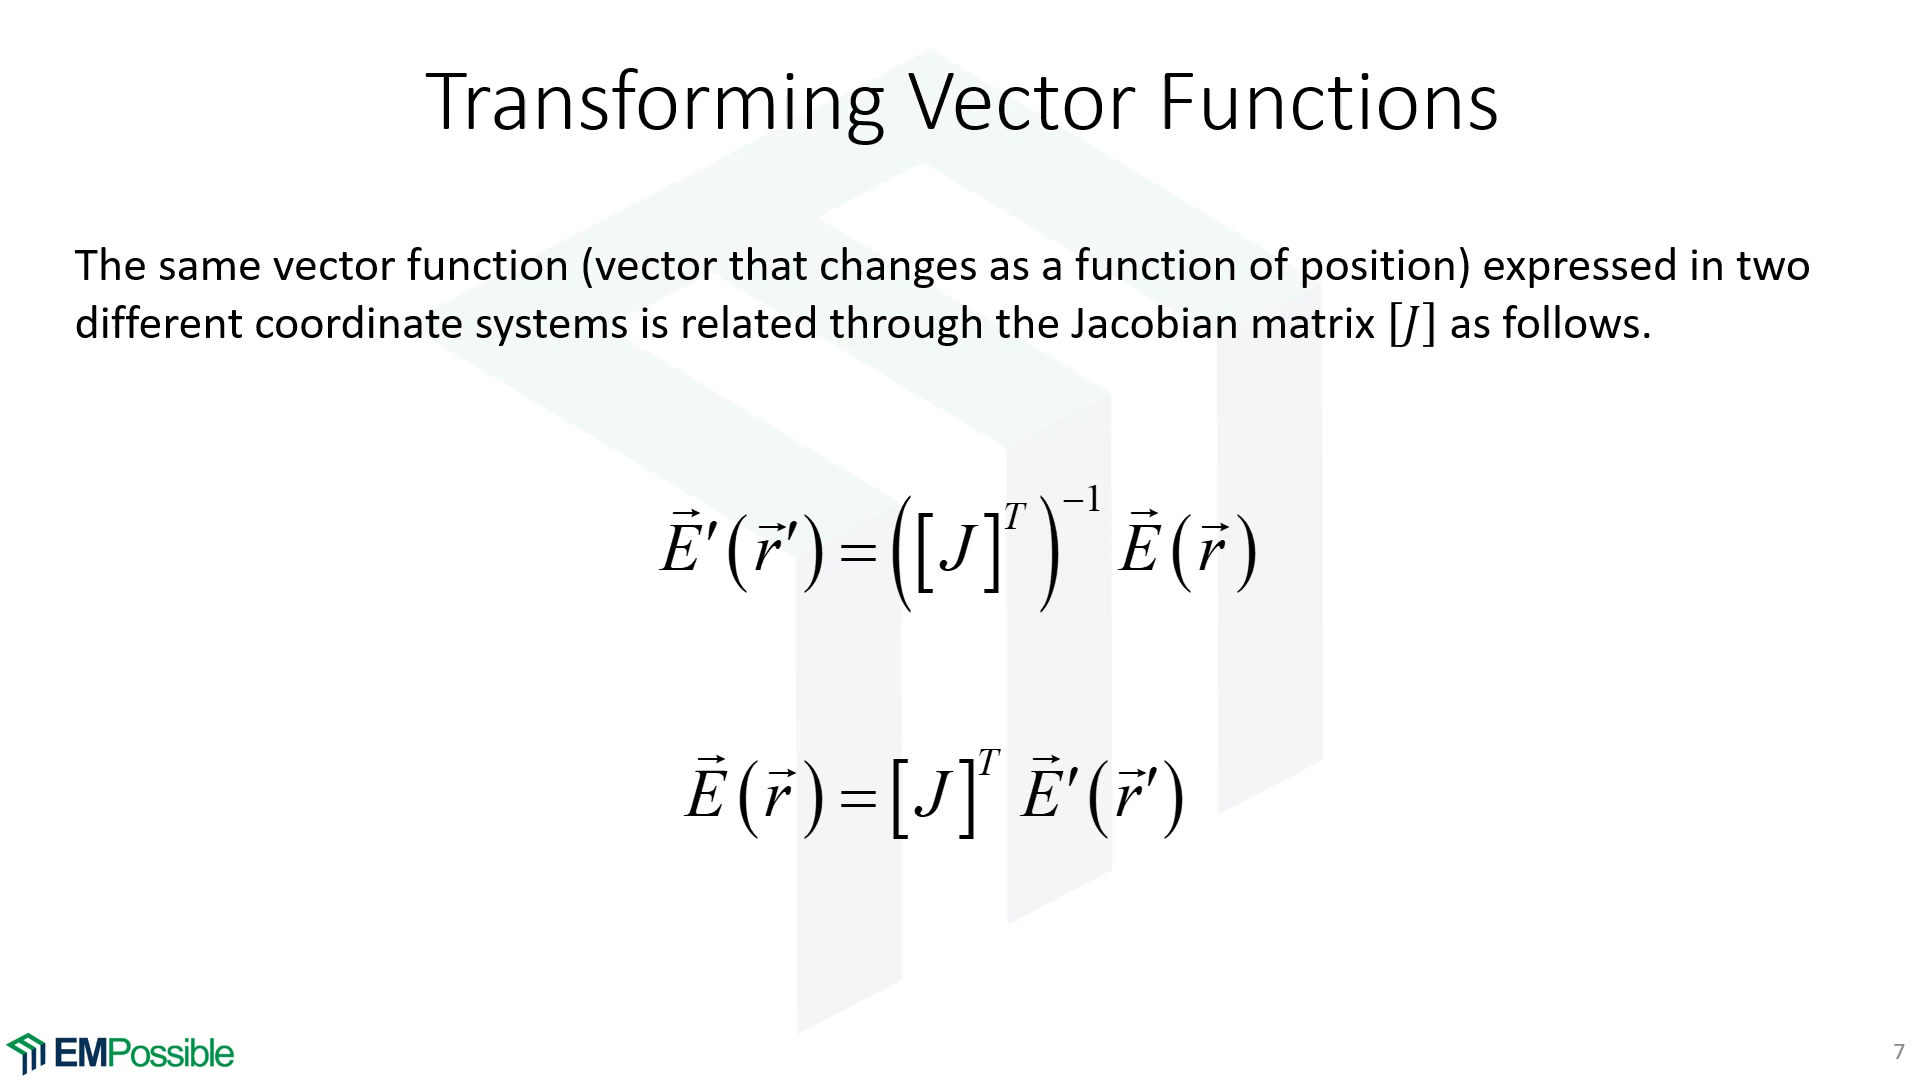 Transforming Vector Functions
The same vector function (vector that changes as a function of position) expressed in two
different coordinate systems is related through the Jacobian matrix [J] as follows.
E⃗′(r⃗′) = ([J]ᵀ)⁻¹ E⃗(r⃗)
E⃗(r⃗) = [J]ᵀ E⃗′(r⃗′)
EMPossible
7